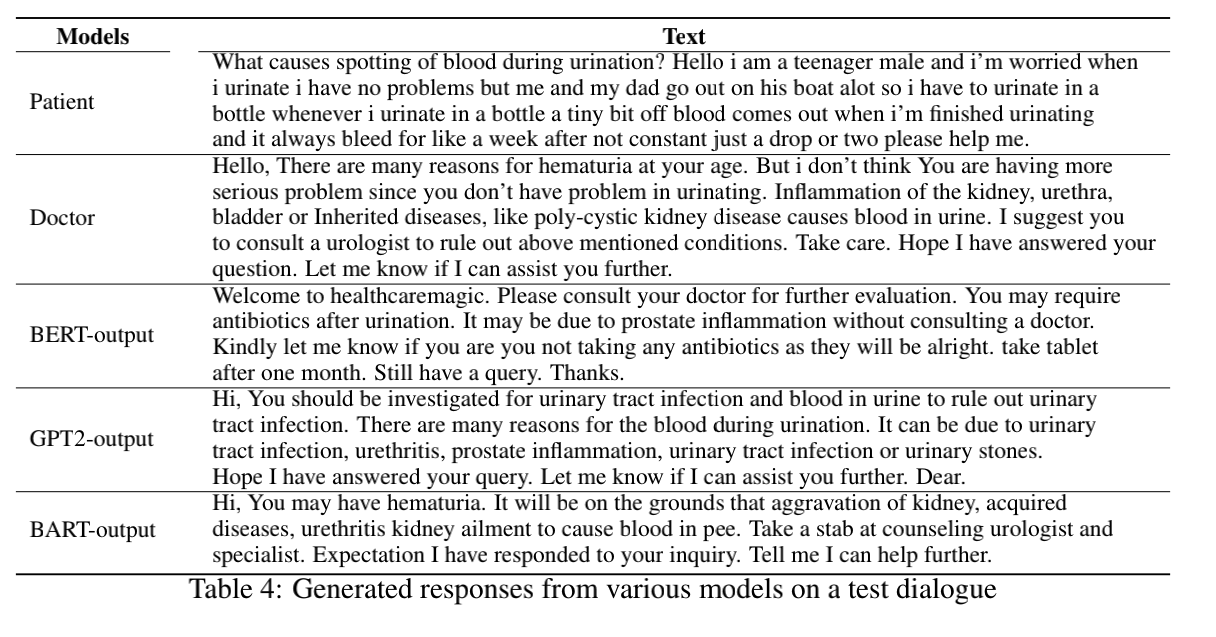 Models Text
Patient
What causes spotting of blood during urination? Hello i am a teenager male and i'm worried when
i urinate i have no problems but me and my dad go out on his boat alot so i have to urinate in a
bottle whenever i urinate in a bottle a tiny bit off blood comes out when i'm finished urinating
and it always bleed for like a week after not constant just a drop or two please help me.
Doctor
Hello, There are many reasons for hematuria at your age. But i don't think You are having more
serious problem since you don't have problem in urinating. Inflammation of the kidney, urethra,
bladder or Inherited diseases, like poly-cystic kidney disease causes blood in urine. I suggest you
to consult a urologist to rule out above mentioned conditions. Take care. Hope I have answered your
question. Let me know if I can assist you further.
BERT-output
Welcome to healthcaremagic. Please consult your doctor for further evaluation. You may require
antibiotics after urination. It may be due to prostate inflammation without consulting a doctor.
Kindly let me know if you are you not taking any antibiotics as they will be alright. take tablet
after one month. Still have a query. Thanks.
GPT2-output
Hi, You should be investigated for urinary tract infection and blood in urine to rule out urinary
tract infection. There are many reasons for the blood during urination. It can be due to urinary
tract infection, urethritis, prostate inflammation, urinary tract infection or urinary stones.
Hope I have answered your query. Let me know if I can assist you further. Dear.
BART-output
Hi, You may have hematuria. It will be on the grounds that aggravation of kidney, acquired
diseases, urethritis kidney ailment to cause blood in pee. Take a stab at counseling urologist and
specialist. Expectation I have responded to your inquiry. Tell me I can help further.
Table 4: Generated responses from various models on a test dialogue